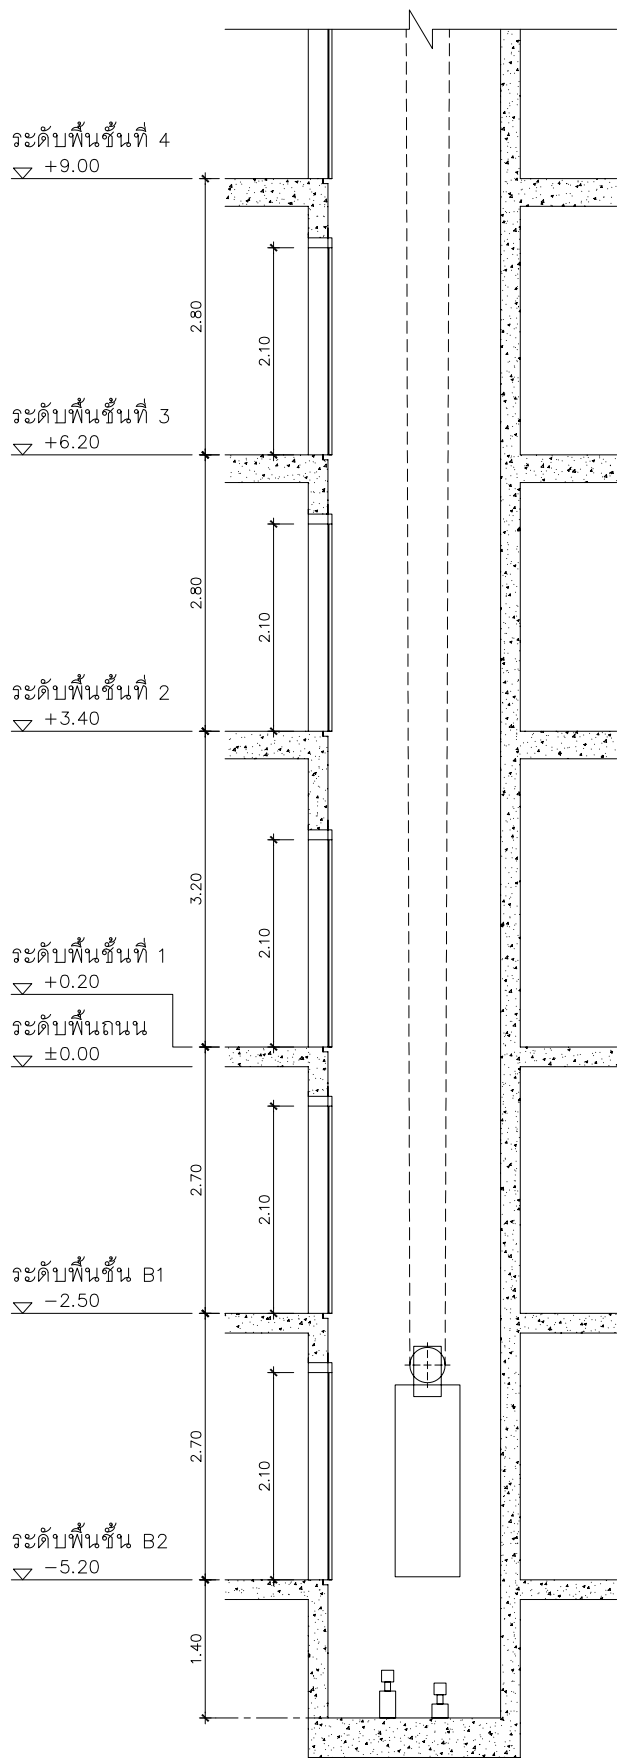 ระดับพื้นชั้นที่ 4
+9.00
2.80
2.10
ระดับพื้นชั้นที่ 3
+6.20
2.80
2.10
ระดับพื้นชั้นที่ 2
+3.40
3.20
2.10
ระดับพื้นชั้นที่ 1
+0.20
ระดับพื้นถนน
±0.00
2.70
2.10
ระดับพื้นชั้น B1
−2.50
2.70
2.10
ระดับพื้นชั้น B2
−5.20
1.40